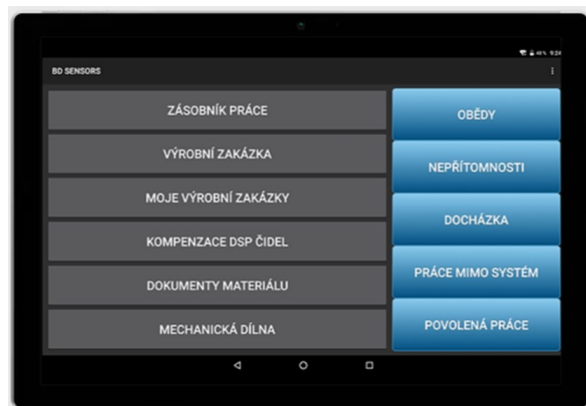 BD SENSORS
ZÁSOBNÍK PRÁCE
VÝROBNÍ ZAKÁZKA
MOJE VÝROBNÍ ZAKÁZKY
KOMPENZACE DSP ČIDEL
DOKUMENTY MATERIÁLU
MECHANICKÁ DÍLNA
OBĚDY
NEPŘÍTOMNOSTI
DOCHÁZKA
PRÁCE MIMO SYSTÉM
POVOLENÁ PRÁCE